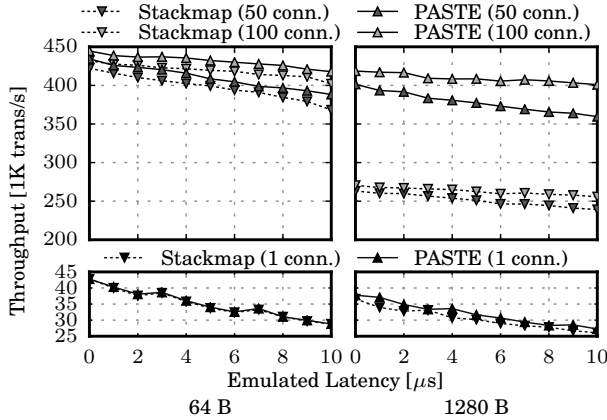 Stackmap (50 conn.) PASTE (50 conn.)
Stackmap (100 conn.) PASTE (100 conn.)
450
400
350
300
250
200
Throughput [1K trans/s]
Stackmap (1 conn.) PASTE (1 conn.)
45
40
35
30
25
0 2 4 6 8 10 0 2 4 6 8 10
Emulated Latency [μs]
64 B 1280 B